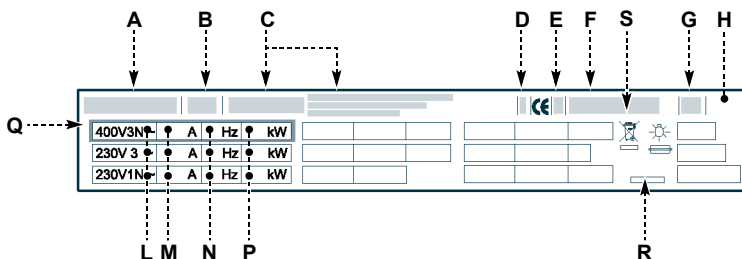 A B C D E F S G H
CE
Q
400V3N~ A Hz kW
230V 3 ~ A Hz kW
230V1N~ A Hz kW
L M N P R